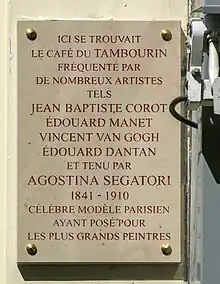 ICI SE TROUVAIT
LE CAFÉ DU TAMBOURIN
FRÉQUENTÉ PAR
DE NOMBREUX ARTISTES
TELS
JEAN BAPTISTE COROT
ÉDOUARD MANET
VINCENT VAN GOGH
ÉDOUARD DANTAN
ET TENU PAR
AGOSTINA SEGATORI
1841 - 1910
CÉLÈBRE MODÈLE PARISIEN
AYANT POSÉ POUR
LES PLUS GRANDS PEINTRES